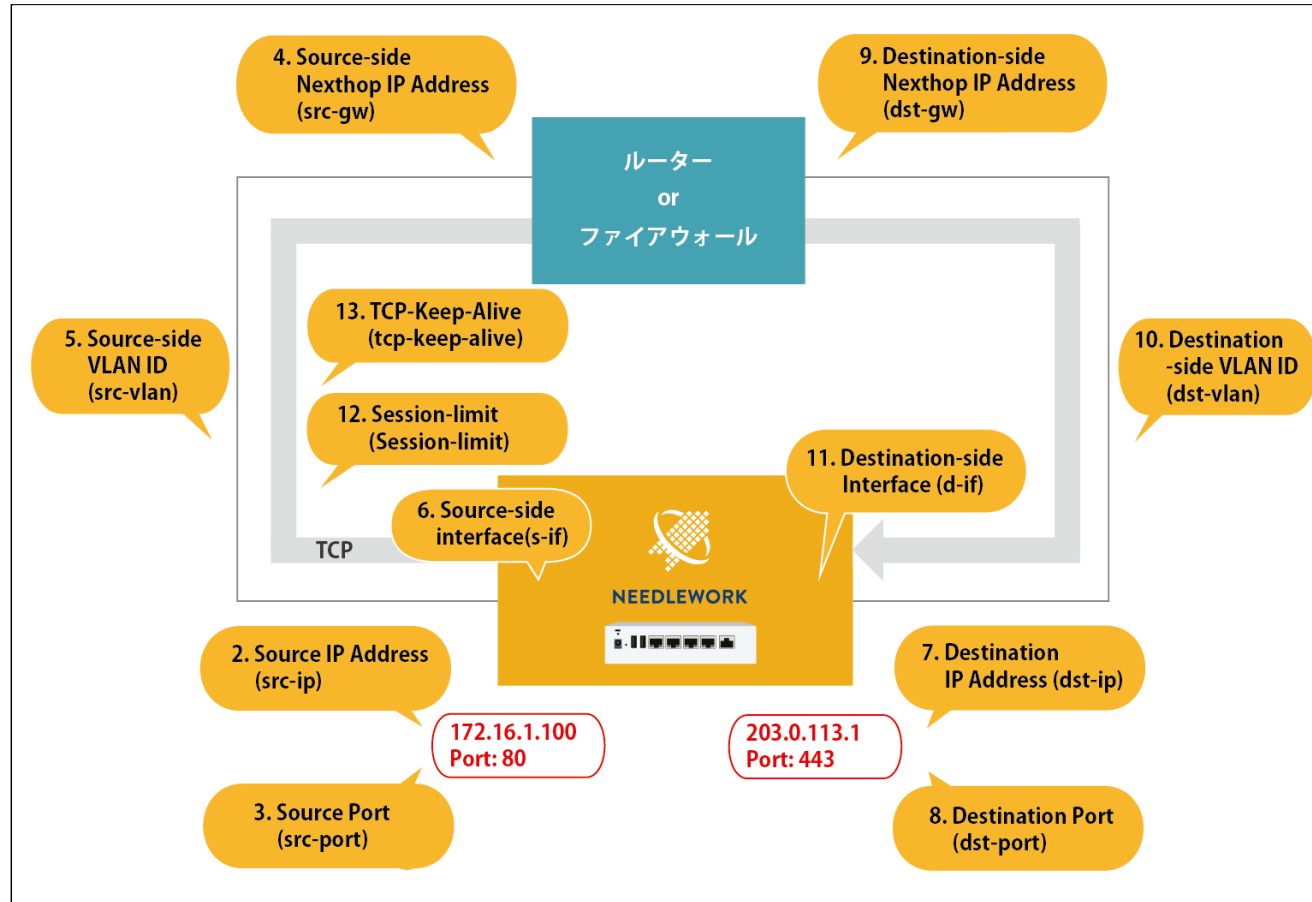 4. Source-side
Nexthop IP Address
(src-gw)
9. Destination-side
Nexthop IP Address
(dst-gw)
ルーター
or
ファイアウォール
13. TCP-Keep-Alive
(tcp-keep-alive)
5. Source-side
VLAN ID
(src-vlan)
10. Destination
-side VLAN ID
(dst-vlan)
12. Session-limit
(Session-limit)
11. Destination-side
Interface (d-if)
6. Source-side
interface(s-if)
TCP
NEEDLEWORK
2. Source IP Address
(src-ip)
7. Destination
IP Address (dst-ip)
172.16.1.100
Port: 80
203.0.113.1
Port: 443
3. Source Port
(src-port)
8. Destination Port
(dst-port)